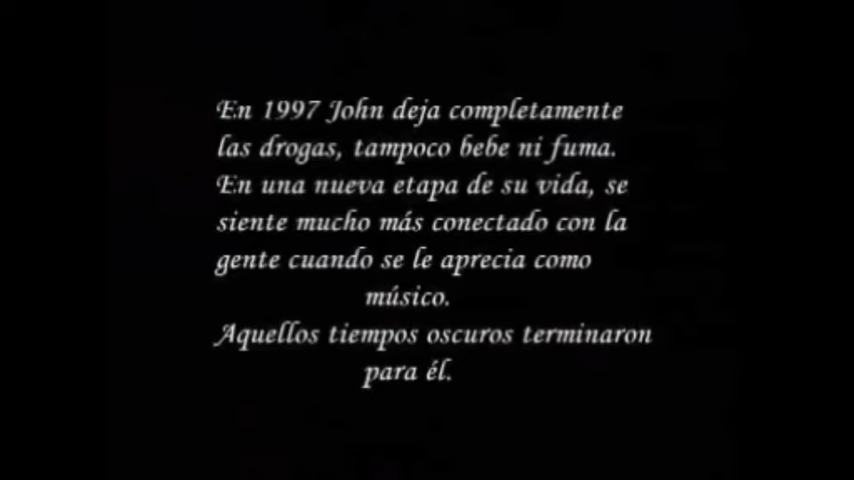 En 1997 John deja completamente
las drogas, tampoco bebe ni fuma.
En una nueva etapa de su vida, se
siente mucho más conectado con la
gente cuando se le aprecia como
músico.
Aquellos tiempos oscuros terminaron
para él.